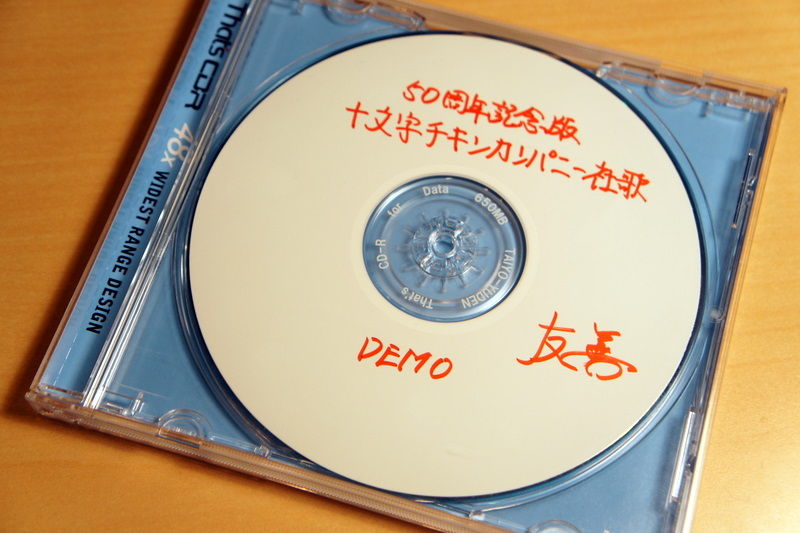 That's CD-R
48x WIDEST RANGE DESIGN
50周年記念版
十文字チキンカンパニー社歌
CD-R for Data 650MB TAIYO-YUDEN That's
DEMO
友善